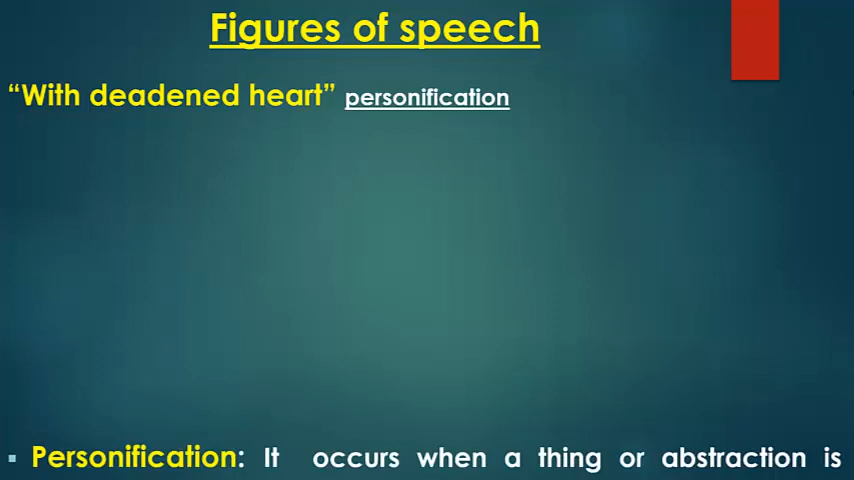 Figures of speech
“With deadened heart” personification
▪ Personification: It occurs when a thing or abstraction is